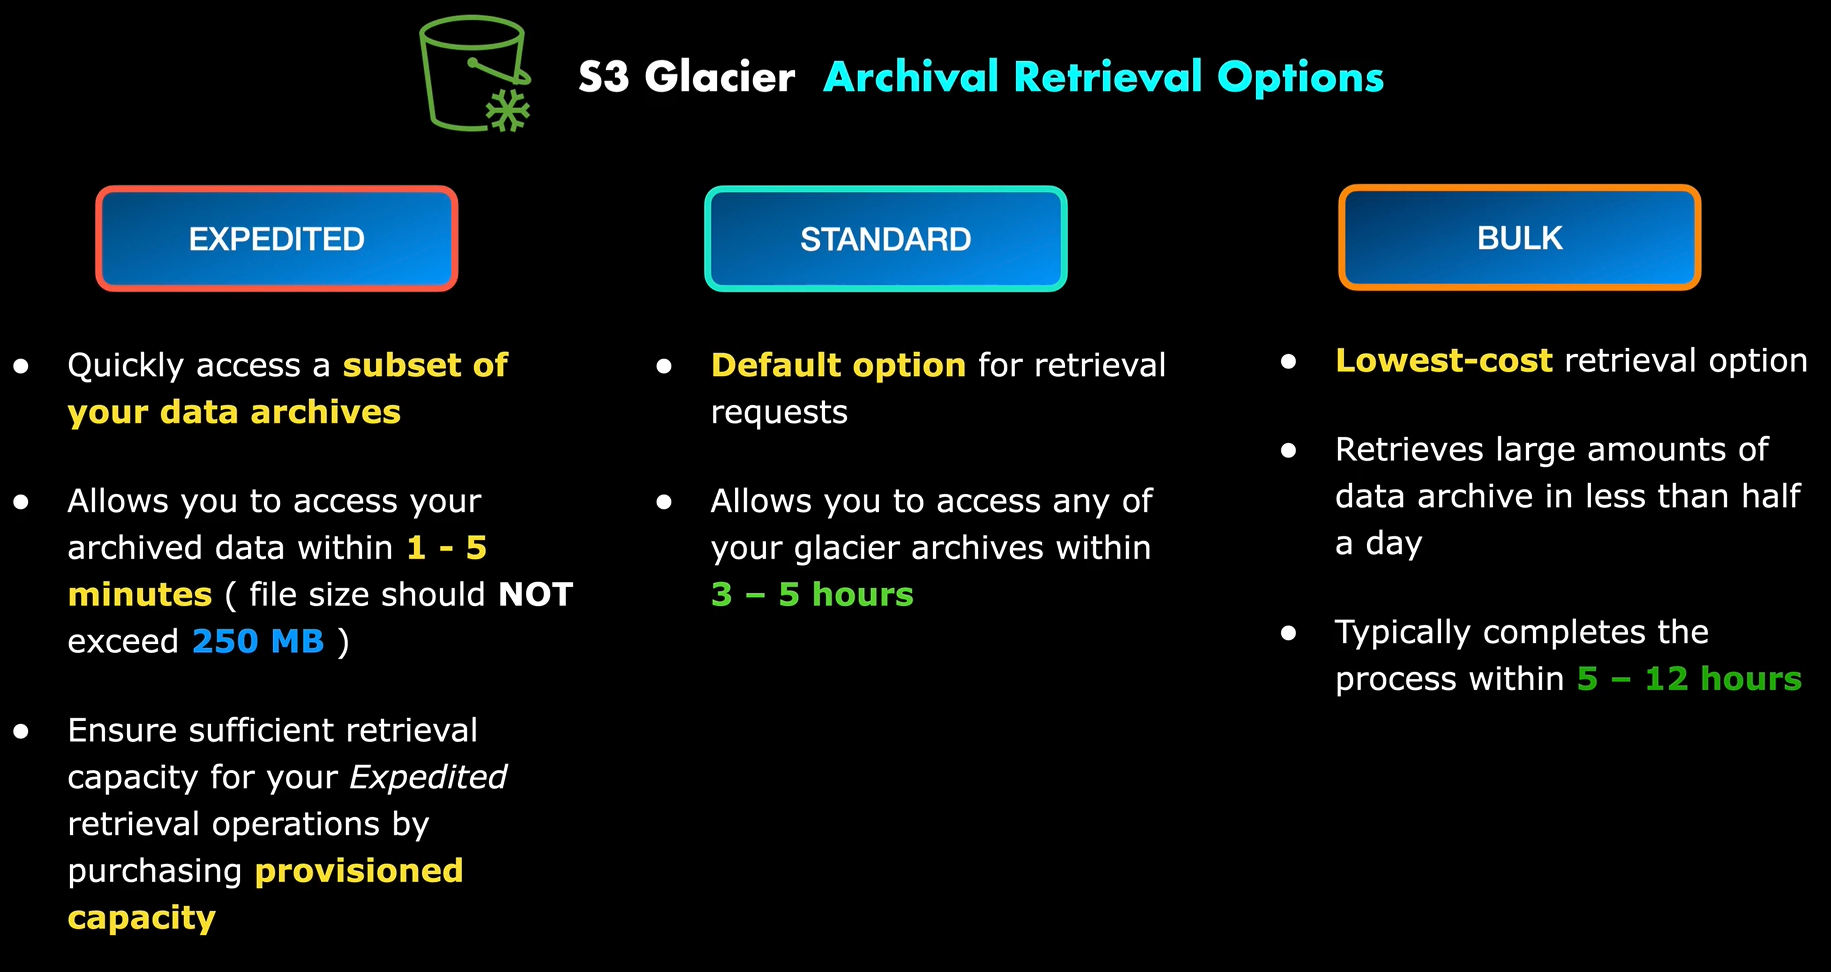 S3 Glacier Archival Retrieval Options
EXPEDITED
● Quickly access a subset of
your data archives
● Allows you to access your
archived data within 1 - 5
minutes ( file size should NOT
exceed 250 MB )
● Ensure sufficient retrieval
capacity for your Expedited
retrieval operations by
purchasing provisioned
capacity
STANDARD
● Default option for retrieval
requests
● Allows you to access any of
your glacier archives within
3 – 5 hours
BULK
● Lowest-cost retrieval option
● Retrieves large amounts of
data archive in less than half
a day
● Typically completes the
process within 5 – 12 hours